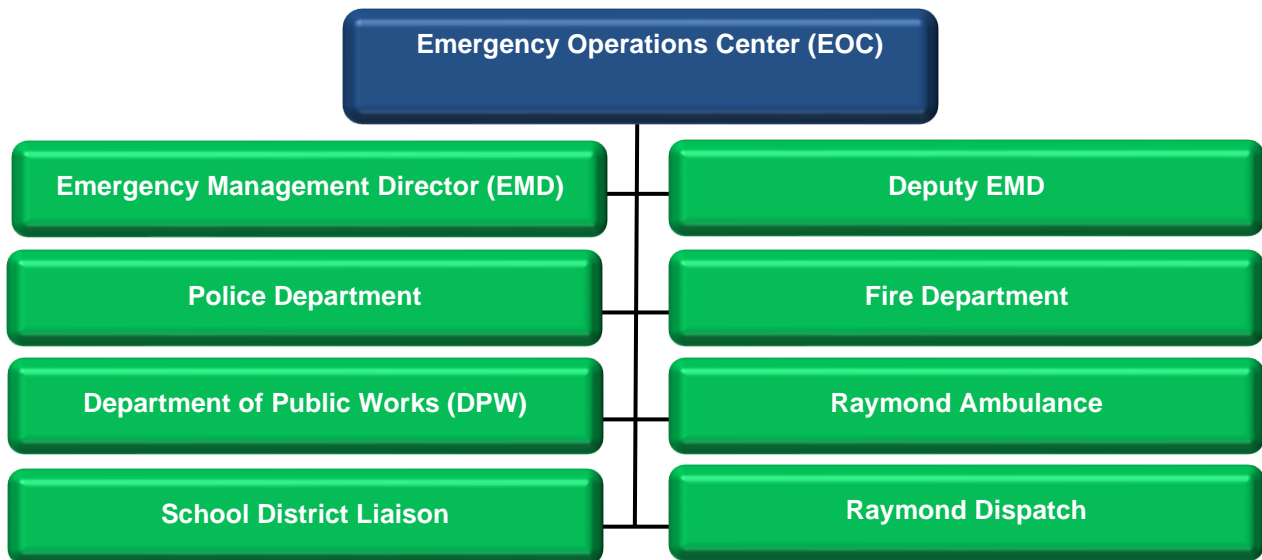 Emergency Operations Center (EOC)
Emergency Management Director (EMD)
Deputy EMD
Police Department
Fire Department
Department of Public Works (DPW)
Raymond Ambulance
School District Liaison
Raymond Dispatch